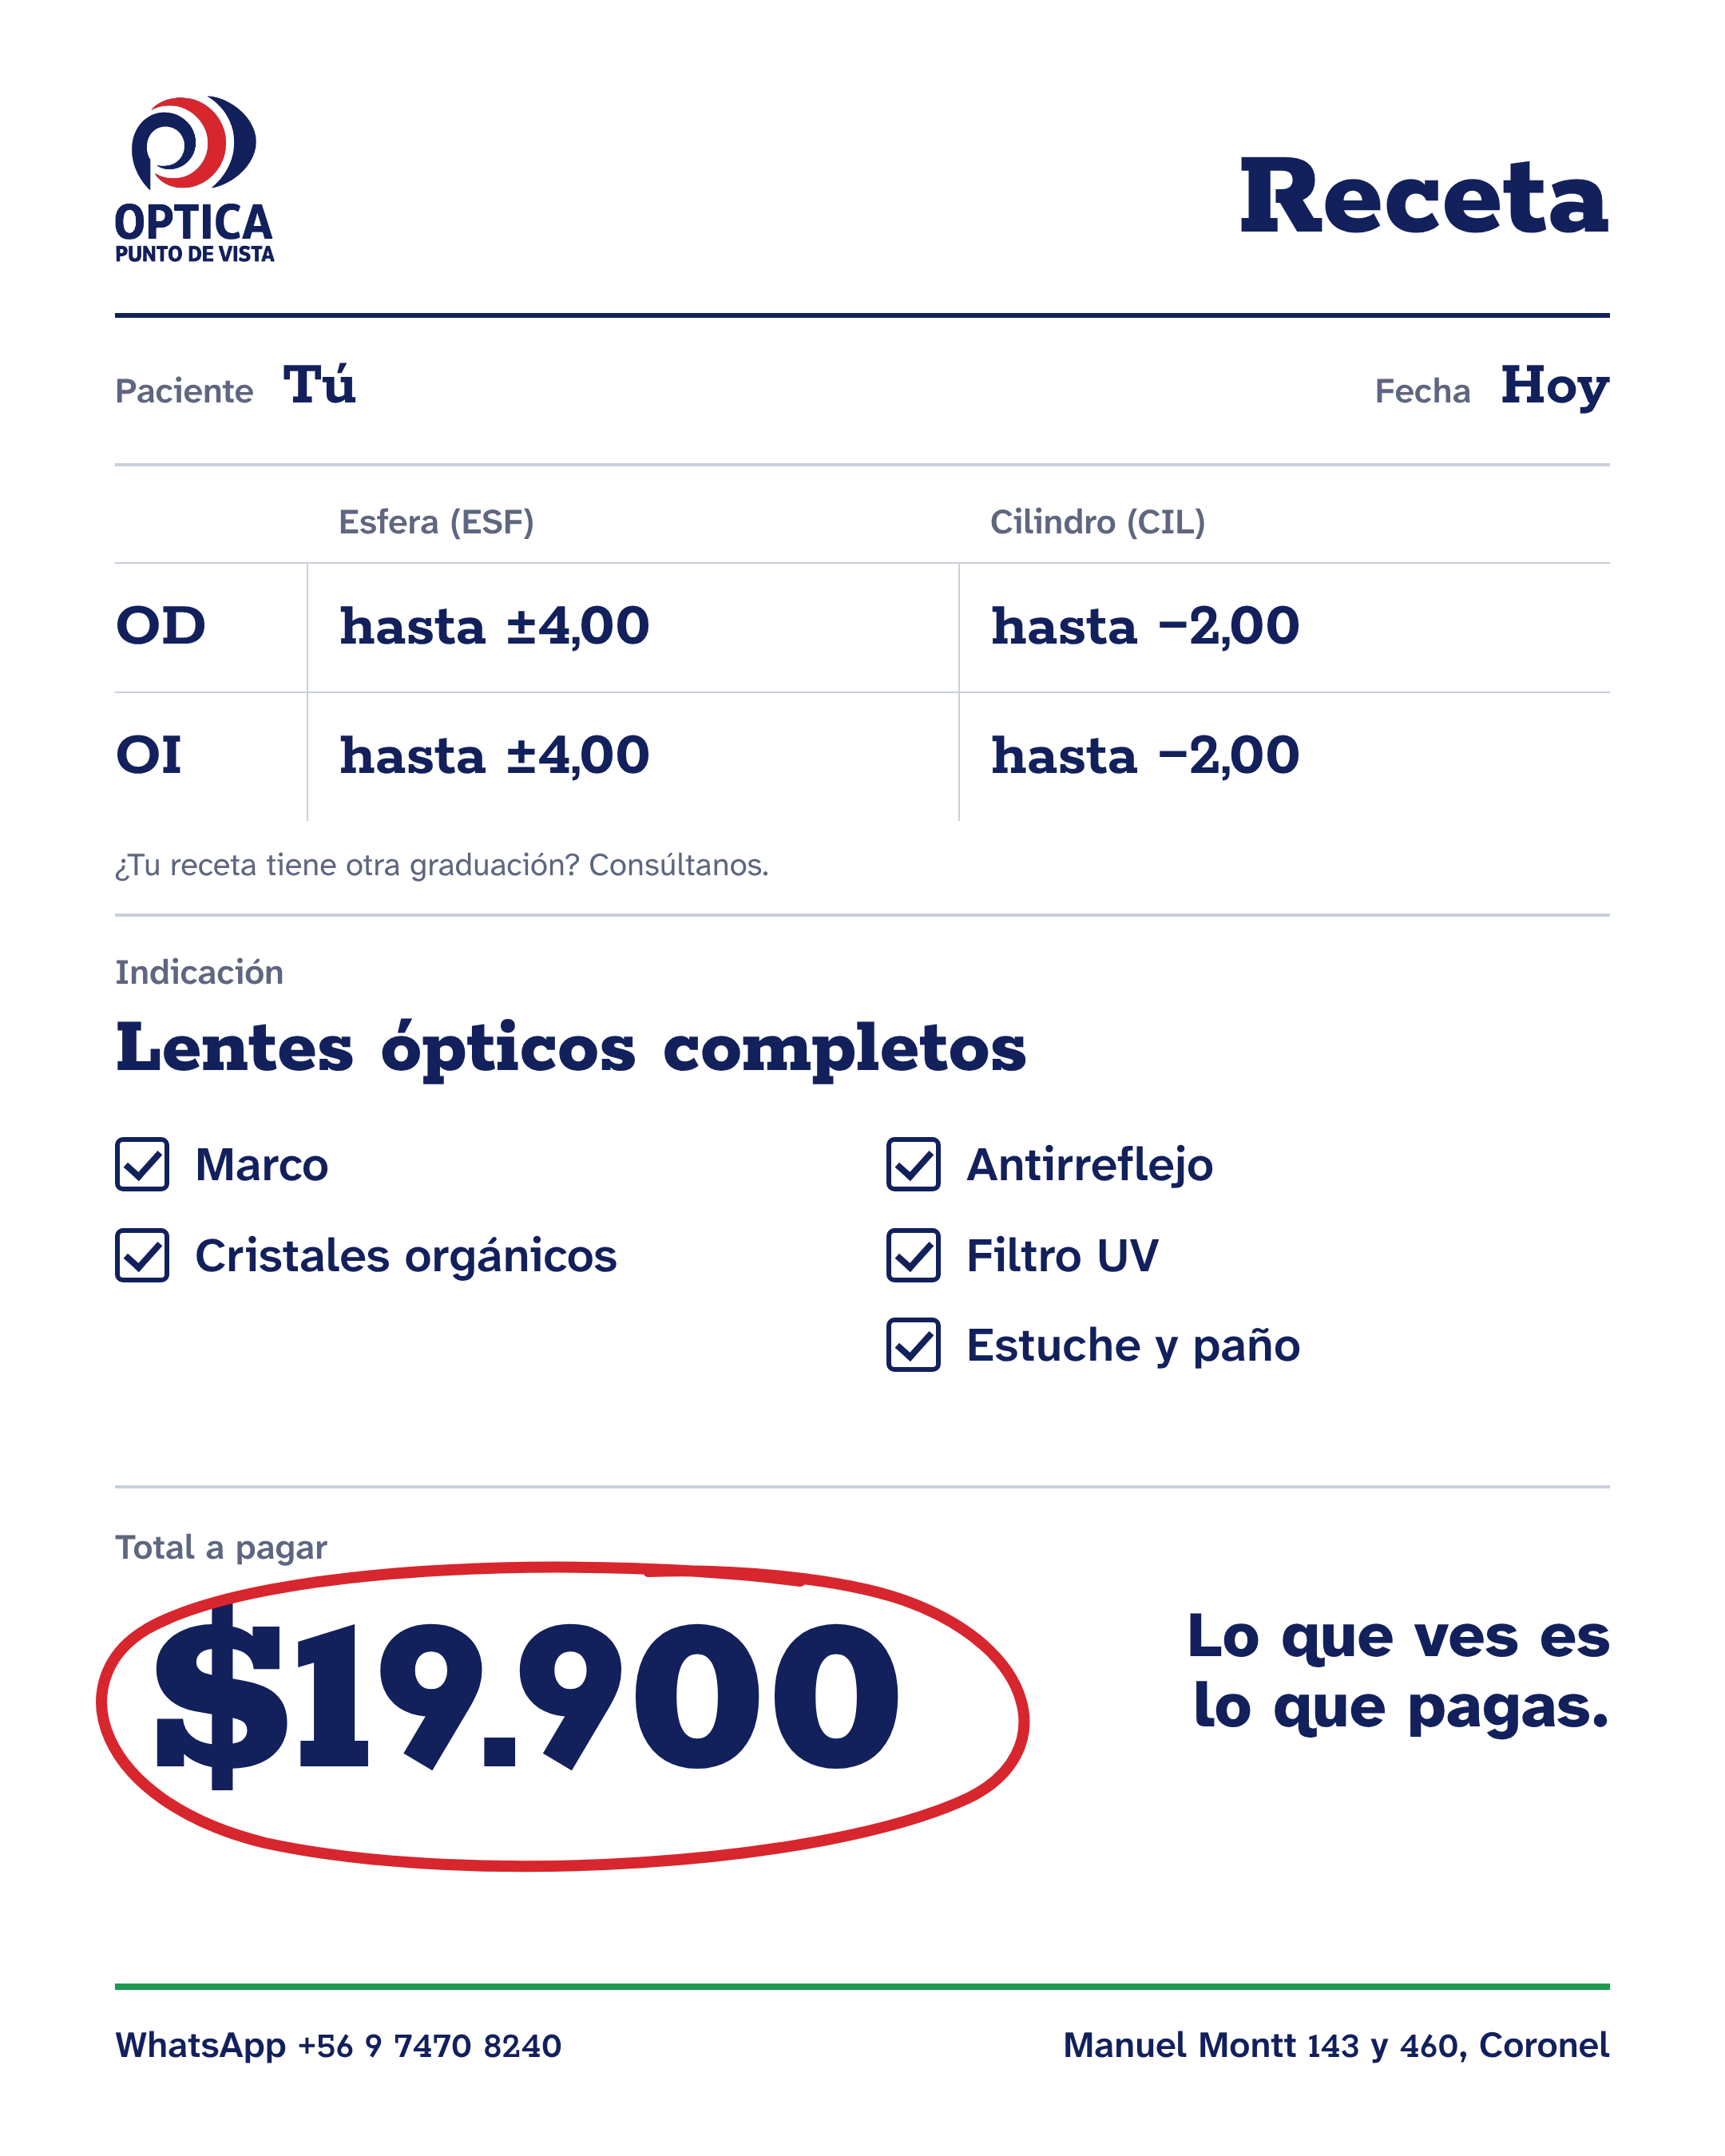 OPTICA
PUNTO DE VISTA
Receta
Paciente Tú
Fecha Hoy
Esfera (ESF) Cilindro (CIL)
OD hasta ±4,00 hasta −2,00
OI hasta ±4,00 hasta −2,00
¿Tu receta tiene otra graduación? Consúltanos.
Indicación
Lentes ópticos completos
Marco
Cristales orgánicos
Antirreflejo
Filtro UV
Estuche y paño
Total a pagar
$19.900
Lo que ves es
lo que pagas.
WhatsApp +56 9 7470 8240
Manuel Montt 143 y 460, Coronel